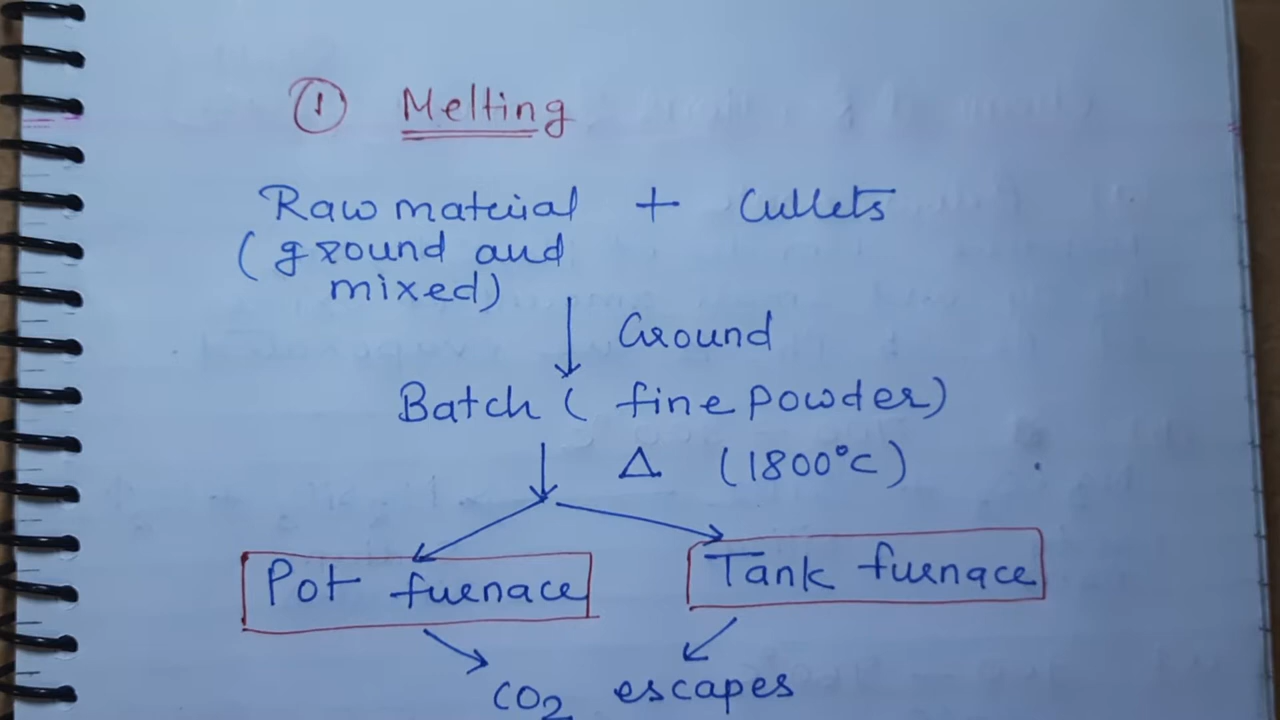 ① Melting
Raw material + Cullets
(ground and
mixed)
Ground
Batch ( fine powder)
Δ (1800°c)
Pot furnace Tank furnace
CO₂ escapes